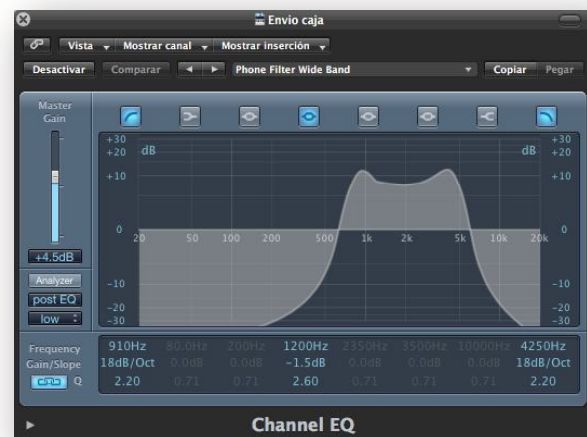 Envio caja
Vista Mostrar canal Mostrar inserción
Desactivar Comparar Phone Filter Wide Band Copiar Pegar
Master
Gain
+4.5dB
Analyzer
post EQ
low
+30 dB dB +30
+20 +20
+10 +10
0 0
20 50 100 200 500 1k 2k 5k 10k 20k
-10 -10
-20 -20
-30 -30
Frequency 910Hz 80.0Hz 200Hz 1200Hz 2350Hz 3500Hz 10000Hz 4250Hz
Gain/Slope 18dB/Oct 0.0dB 0.0dB -1.5dB 0.0dB 0.0dB 0.0dB 18dB/Oct
Q 2.20 0.71 0.71 2.60 0.71 0.71 0.71 2.20
Channel EQ